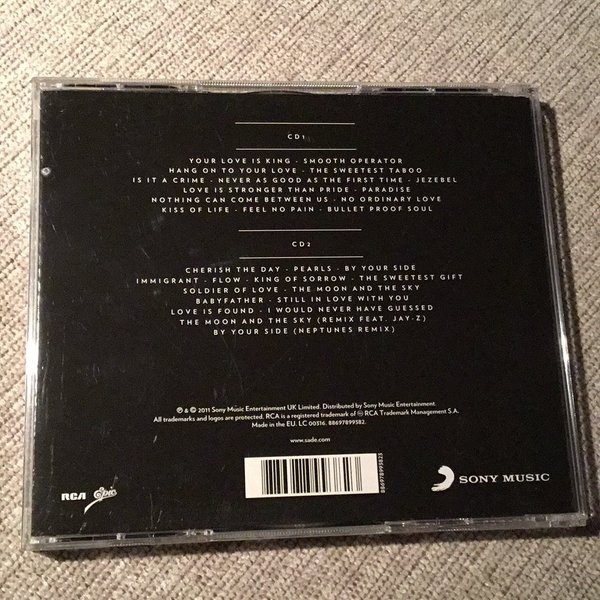 CD1
YOUR LOVE IS KING - SMOOTH OPERATOR
HANG ON TO YOUR LOVE - THE SWEETEST TABOO
IS IT A CRIME - NEVER AS GOOD AS THE FIRST TIME - JEZEBEL
LOVE IS STRONGER THAN PRIDE - PARADISE
NOTHING CAN COME BETWEEN US - NO ORDINARY LOVE
KISS OF LIFE - FEEL NO PAIN - BULLET PROOF SOUL
CD2
CHERISH THE DAY - PEARLS - BY YOUR SIDE
IMMIGRANT - FLOW - KING OF SORROW - THE SWEETEST GIFT
SOLDIER OF LOVE - THE MOON AND THE SKY
BABYFATHER - STILL IN LOVE WITH YOU
LOVE IS FOUND - I WOULD NEVER HAVE GUESSED
THE MOON AND THE SKY (REMIX FEAT. JAY-Z)
BY YOUR SIDE (NEPTUNES REMIX)
℗ & © 2011 Sony Music Entertainment UK Limited. Distributed by Sony Music Entertainment.
All trademarks and logos are protected. RCA is a registered trademark of RCA Trademark Management S.A.
Made in the EU. LC 00316. 88697899382.
www.sade.com
RCA Epic
SONY MUSIC